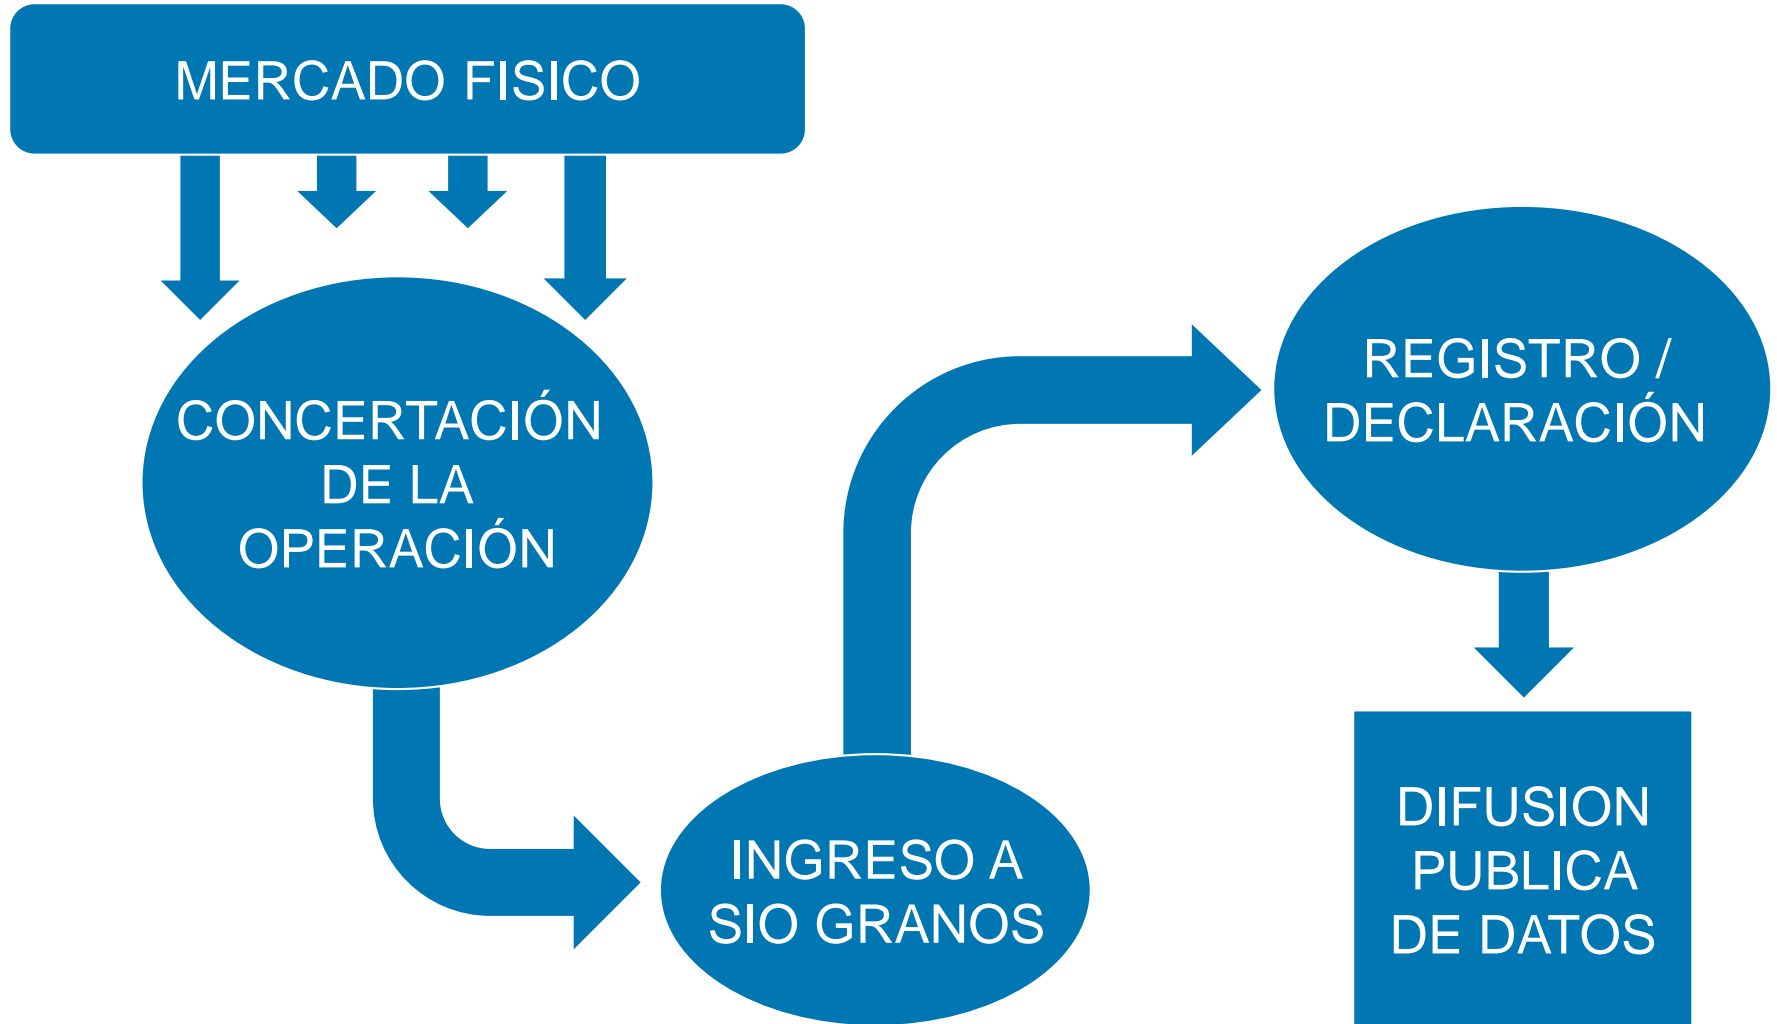 MERCADO FISICO
CONCERTACIÓN
DE LA
OPERACIÓN
INGRESO A
SIO GRANOS
REGISTRO /
DECLARACIÓN
DIFUSION
PUBLICA
DE DATOS